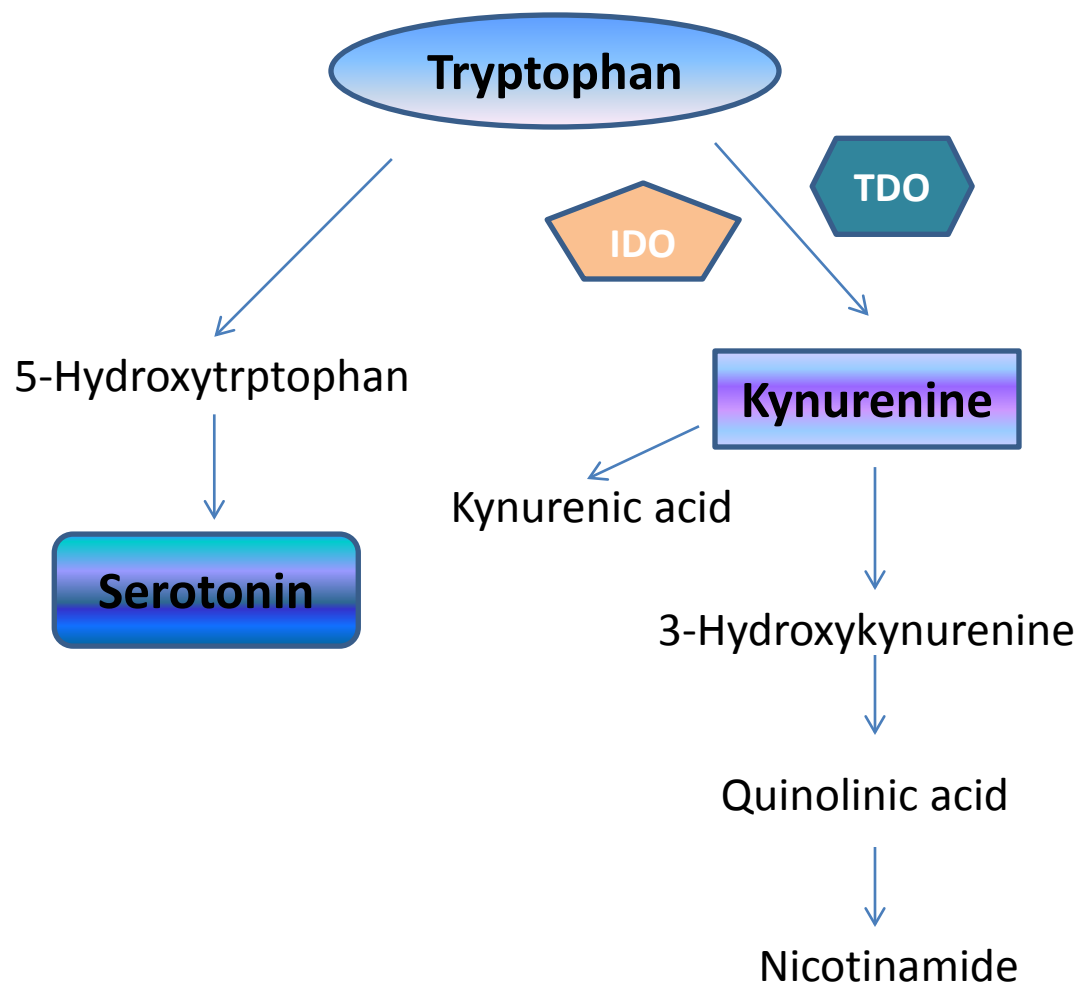 Tryptophan
TDO
IDO
5-Hydroxytrptophan
Kynurenine
Kynurenic acid
Serotonin
3-Hydroxykynurenine
Quinolinic acid
Nicotinamide